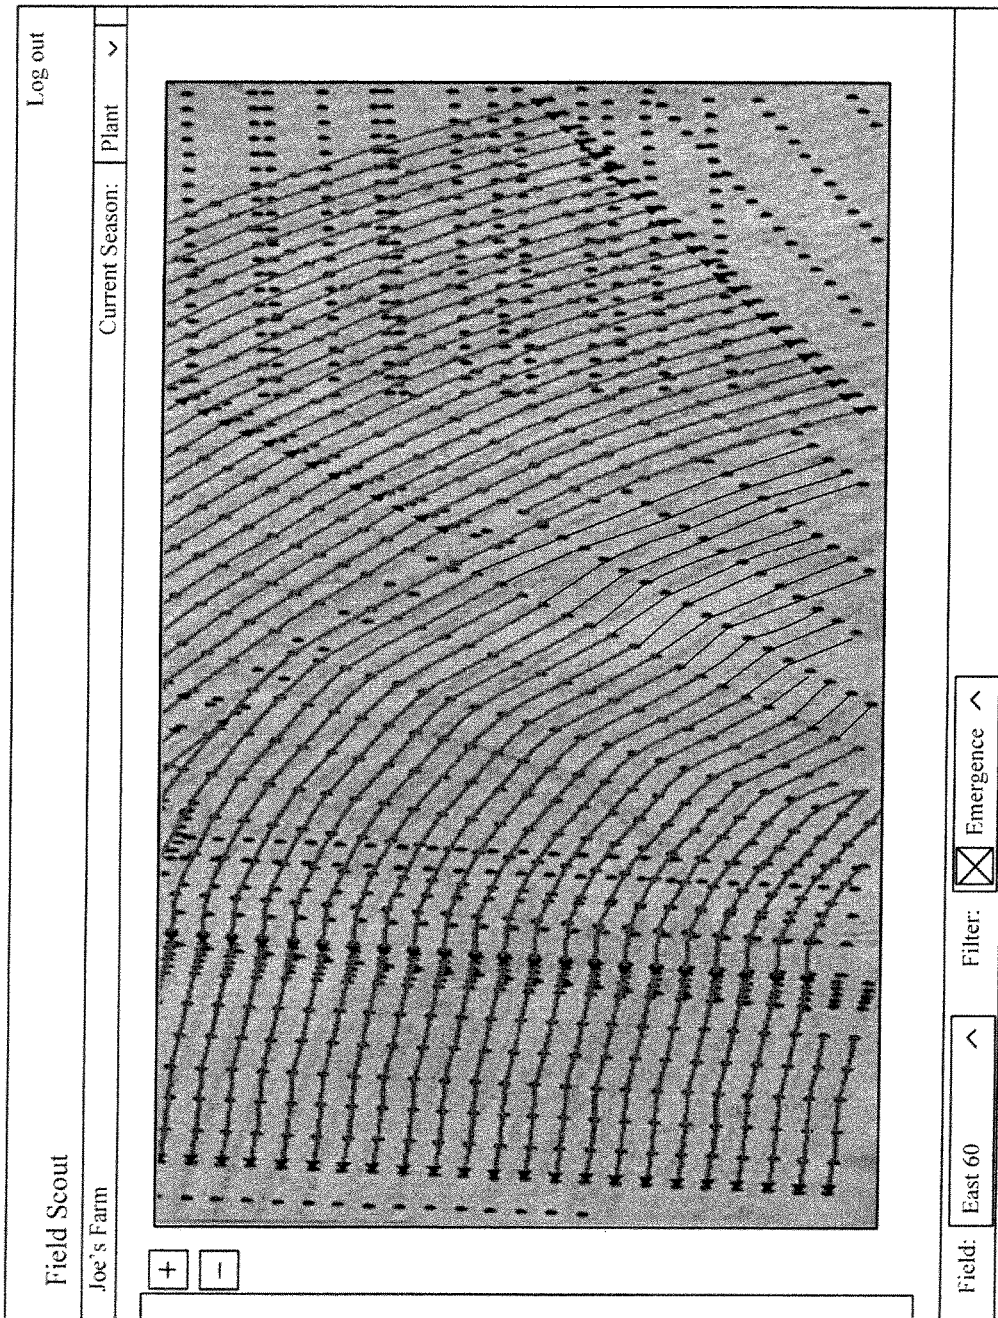 Field Scout
Log out
Joe's Farm
Current Season: Plant
+
−
Field: East 60
Filter: Emergence